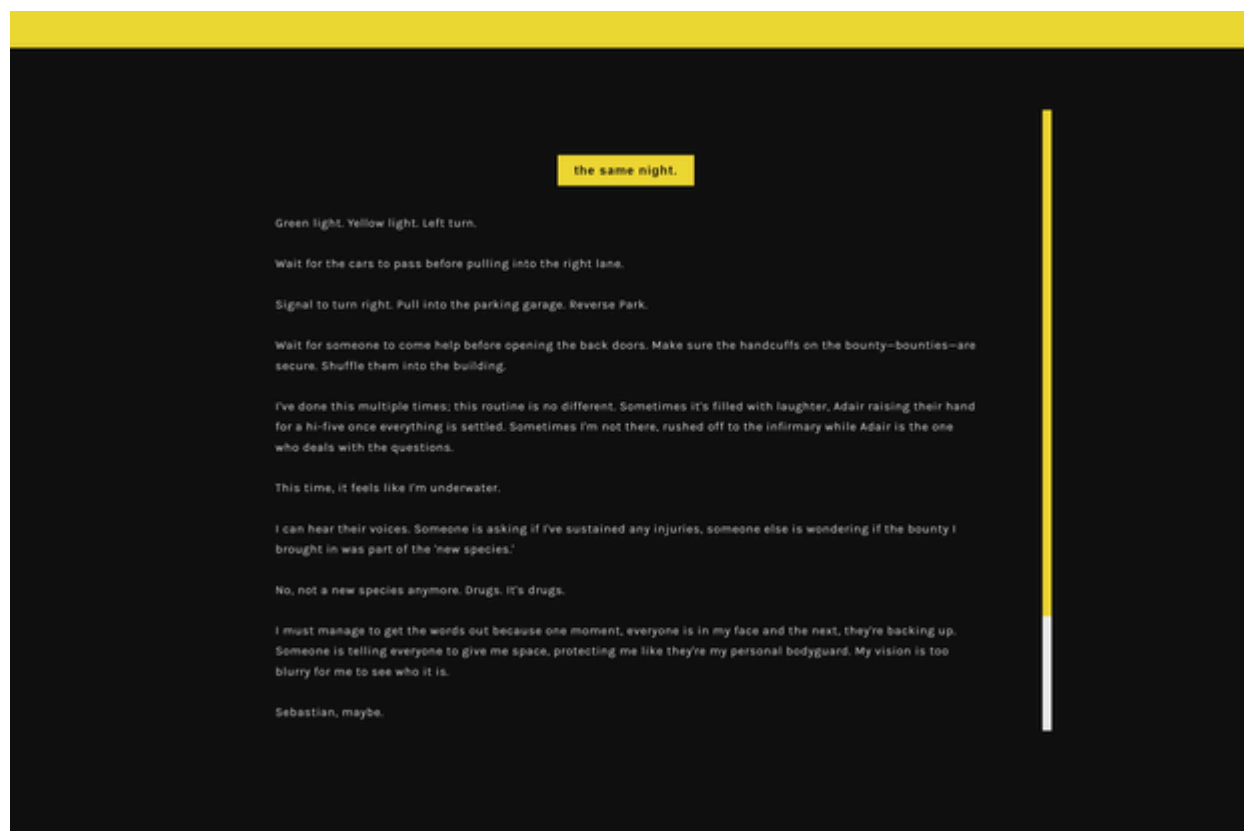 the same night.
Green light. Yellow light. Left turn.
Wait for the cars to pass before pulling into the right lane.
Signal to turn right. Pull into the parking garage. Reverse Park.
Wait for someone to come help before opening the back doors. Make sure the handcuffs on the bounty—bounties—are
secure. Shuffle them into the building.
I've done this multiple times; this routine is no different. Sometimes it's filled with laughter, Adair raising their hand
for a hi-five once everything is settled. Sometimes I'm not there, rushed off to the infirmary while Adair is the one
who deals with the questions.
This time, it feels like I'm underwater.
I can hear their voices. Someone is asking if I've sustained any injuries, someone else is wondering if the bounty I
brought in was part of the 'new species.'
No, not a new species anymore. Drugs. It's drugs.
I must manage to get the words out because one moment, everyone is in my face and the next, they're backing up.
Someone is telling everyone to give me space, protecting me like they're my personal bodyguard. My vision is too
blurry for me to see who it is.
Sebastian, maybe.